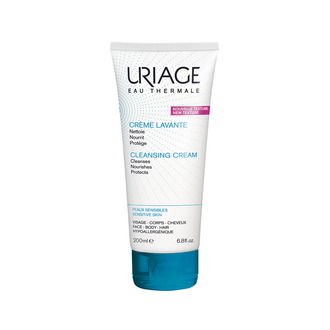 URIAGE
EAU THERMALE
NOUVELLE TEXTURE
NEW TEXTURE
CRÈME LAVANTE
Nettoie
Nourrit
Protège
CLEANSING CREAM
Cleanses
Nourishes
Protects
PEAUX SENSIBLES
SENSITIVE SKIN
VISAGE - CORPS - CHEVEUX
FACE - BODY - HAIR
HYPOALLERGÉNIQUE
200ml ℮ 6.8fl.oz.